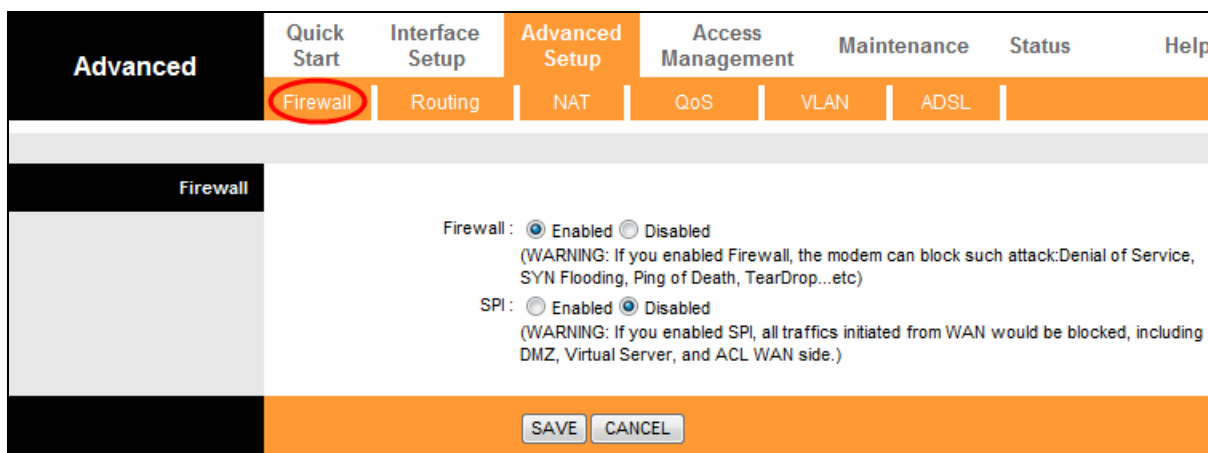 Advanced
Quick Start
Interface Setup
Advanced Setup
Access Management
Maintenance
Status
Help
Firewall
Routing
NAT
QoS
VLAN
ADSL
Firewall
Firewall : Enabled Disabled
(WARNING: If you enabled Firewall, the modem can block such attack:Denial of Service,
SYN Flooding, Ping of Death, TearDrop...etc)
SPI : Enabled Disabled
(WARNING: If you enabled SPI, all traffics initiated from WAN would be blocked, including
DMZ, Virtual Server, and ACL WAN side.)
SAVE CANCEL